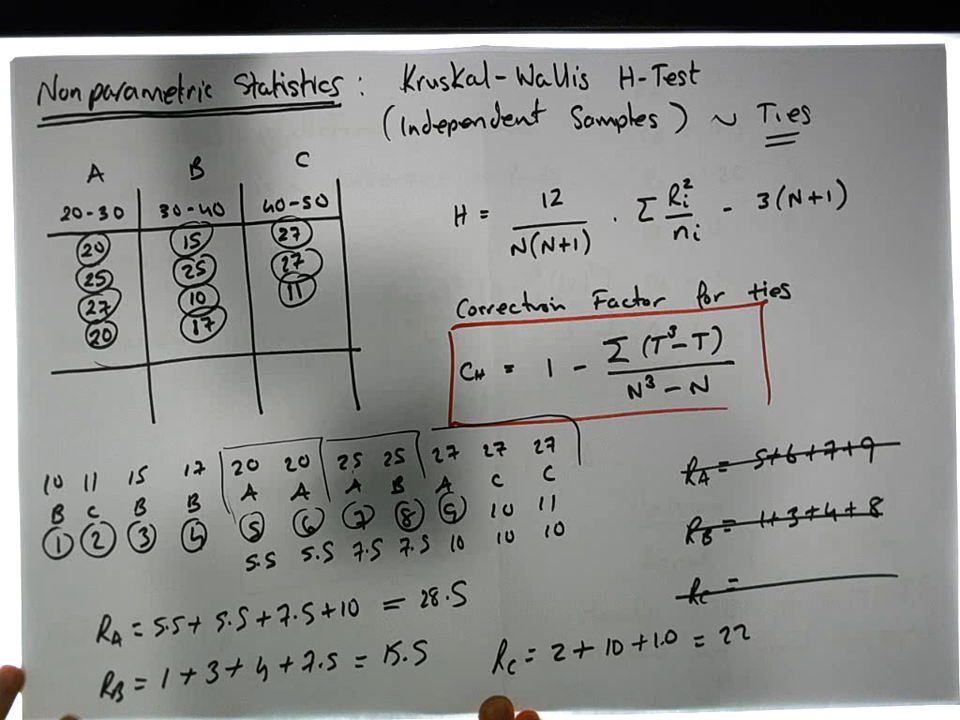 Nonparametric Statistics : Kruskal-Wallis H-Test
(Independent Samples) ~ Ties
A B C
20-30 30-40 40-50
20 15 27
25 25 27
27 10 11
20 17
H = 12 / N(N+1) . Σ Ri² / ni - 3(N+1)
Correction Factor for ties
CH = 1 - Σ(T³-T) / N³-N
10 11 15 17 20 20 25 25 27 27 27
B C B B A A A B A C C
1 2 3 4 5 6 7 8 9 10 11
5.5 5.5 7.5 7.5 10 10 10
RA = 5+6+7+9
RB = 1+3+4+8
RC =
RA = 5.5+ 5.5+7.5+10 = 28.5
RB = 1+3+4+7.5 = 15.5
RC = 2+10+10 = 22